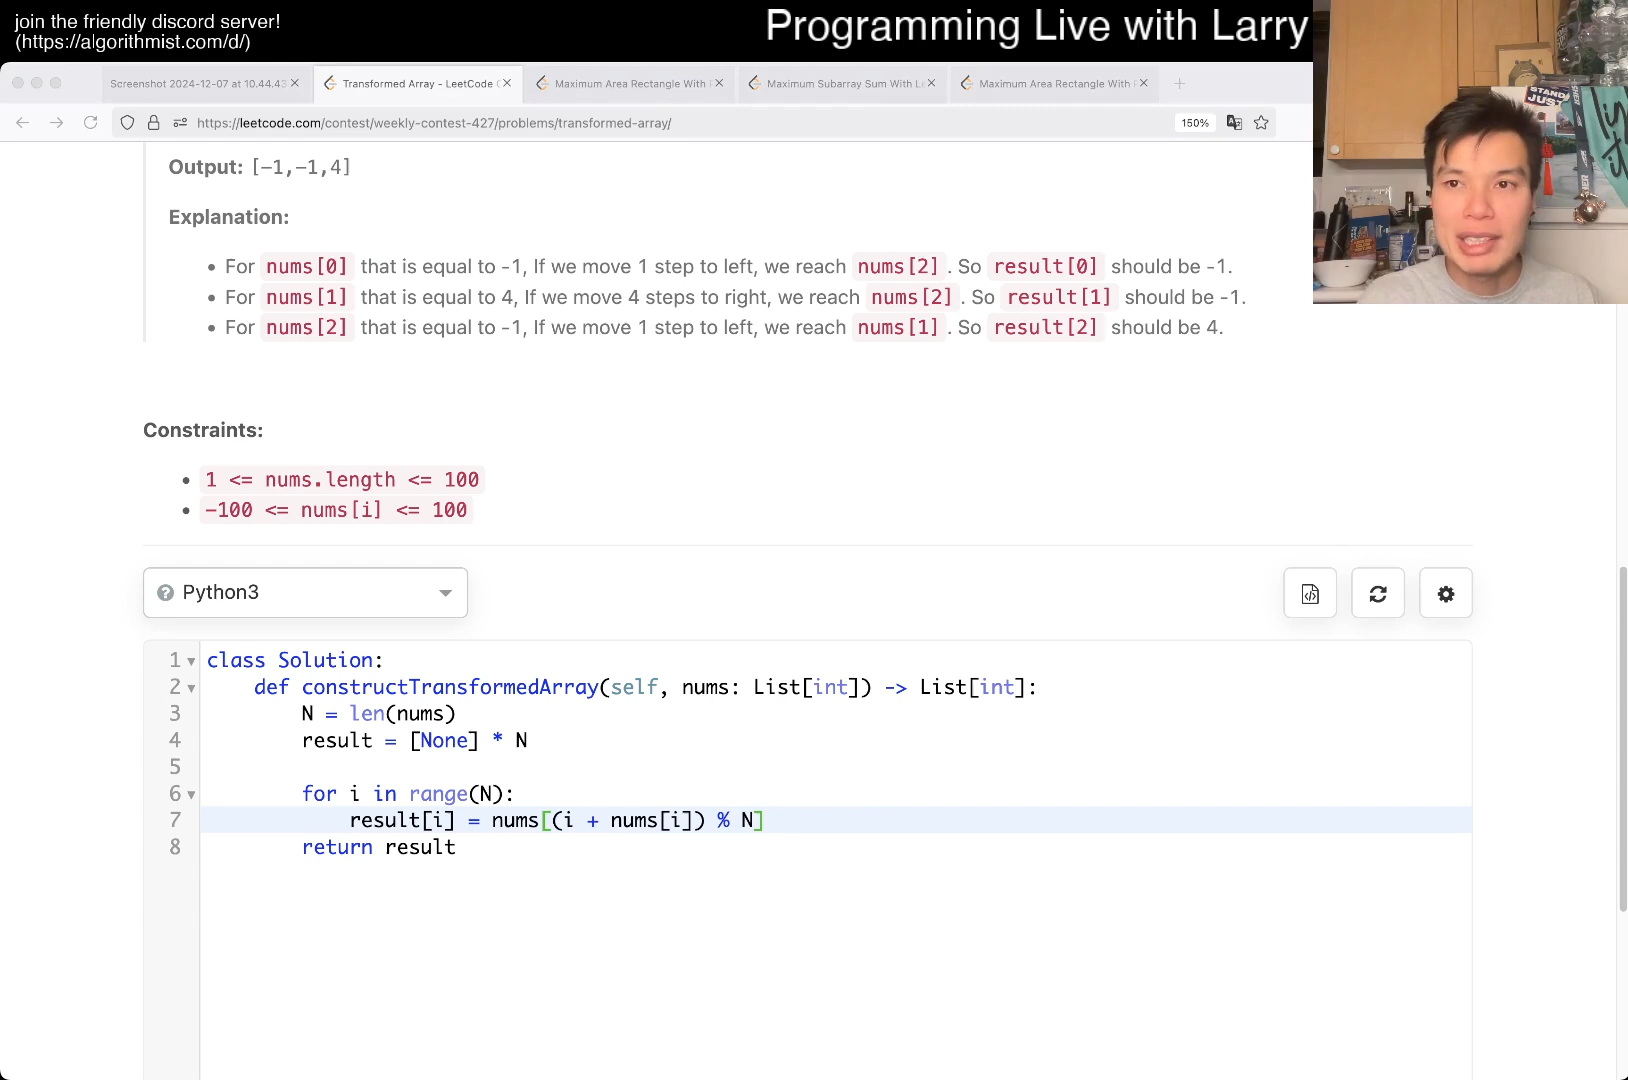 join the friendly discord server!
(https://algorithmist.com/d/)
Programming Live with Larry
Screenshot 2024-12-07 at 10.44.43
Transformed Array - LeetCode
Maximum Area Rectangle With
Maximum Subarray Sum With
Maximum Area Rectangle With
https://leetcode.com/contest/weekly-contest-427/problems/transformed-array/
150%
Output: [-1,-1,4]
Explanation:
• For nums[0] that is equal to -1, If we move 1 step to left, we reach nums[2]. So result[0] should be -1.
• For nums[1] that is equal to 4, If we move 4 steps to right, we reach nums[2]. So result[1] should be -1.
• For nums[2] that is equal to -1, If we move 1 step to left, we reach nums[1]. So result[2] should be 4.
Constraints:
• 1 <= nums.length <= 100
• -100 <= nums[i] <= 100
Python3
1 class Solution:
2     def constructTransformedArray(self, nums: List[int]) -> List[int]:
3         N = len(nums)
4         result = [None] * N
5
6         for i in range(N):
7             result[i] = nums[(i + nums[i]) % N]
8         return result
STAND
JUST